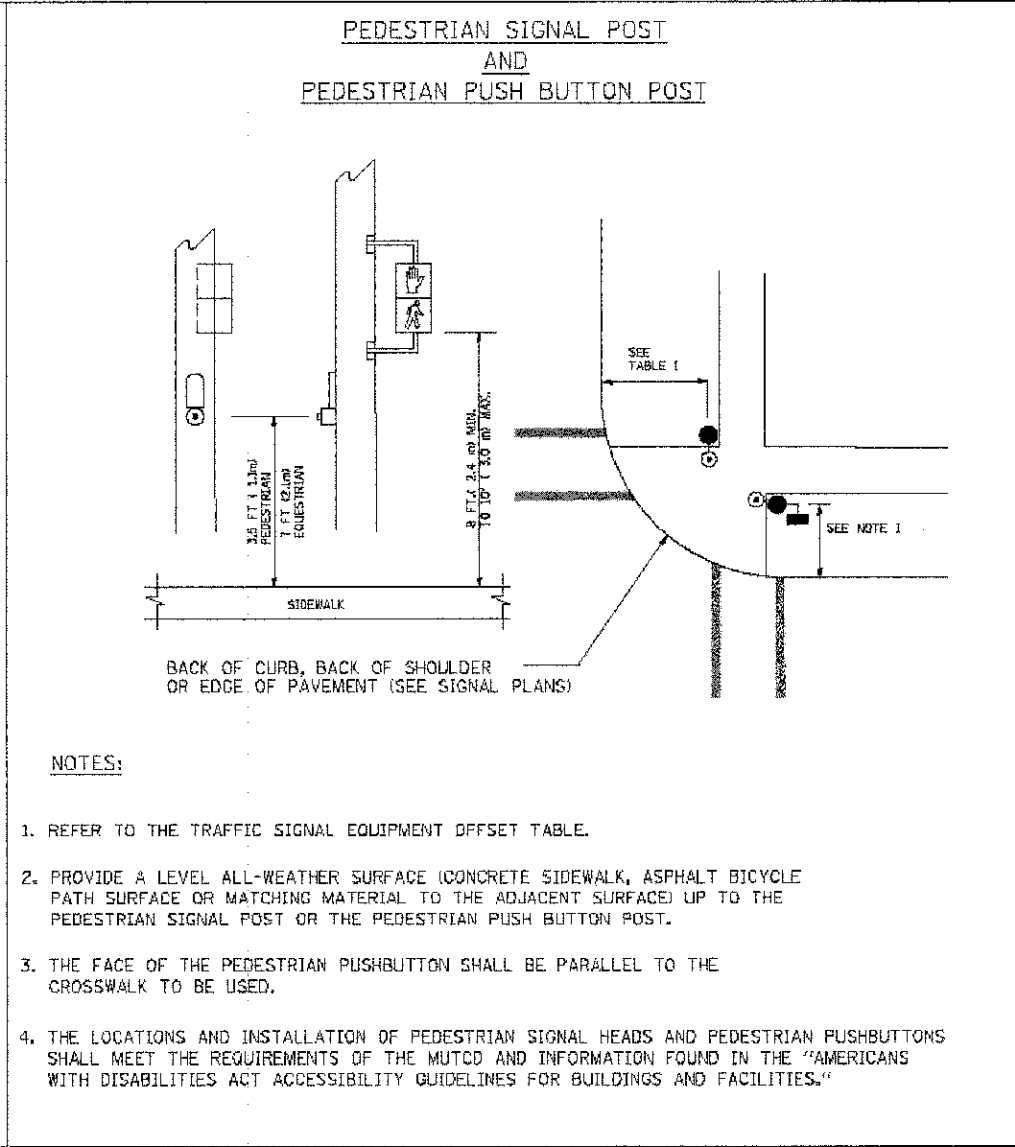 PEDESTRIAN SIGNAL POST
AND
PEDESTRIAN PUSH BUTTON POST
SEE
TABLE I
3.5 FT ( 1.1m)
PEDESTRIAN
7 FT (2.1m)
EQUESTRIAN
8 FT.( 2.4 m) MIN.
TO 10' ( 3.0 m) MAX.
SEE NOTE I
SIDEWALK
BACK OF CURB, BACK OF SHOULDER
OR EDGE OF PAVEMENT (SEE SIGNAL PLANS)
NOTES:
1. REFER TO THE TRAFFIC SIGNAL EQUIPMENT OFFSET TABLE.
2. PROVIDE A LEVEL ALL-WEATHER SURFACE (CONCRETE SIDEWALK, ASPHALT BICYCLE
PATH SURFACE OR MATCHING MATERIAL TO THE ADJACENT SURFACE) UP TO THE
PEDESTRIAN SIGNAL POST OR THE PEDESTRIAN PUSH BUTTON POST.
3. THE FACE OF THE PEDESTRIAN PUSHBUTTON SHALL BE PARALLEL TO THE
CROSSWALK TO BE USED.
4. THE LOCATIONS AND INSTALLATION OF PEDESTRIAN SIGNAL HEADS AND PEDESTRIAN PUSHBUTTONS
SHALL MEET THE REQUIREMENTS OF THE MUTCD AND INFORMATION FOUND IN THE "AMERICANS
WITH DISABILITIES ACT ACCESSIBILITY GUIDELINES FOR BUILDINGS AND FACILITIES."